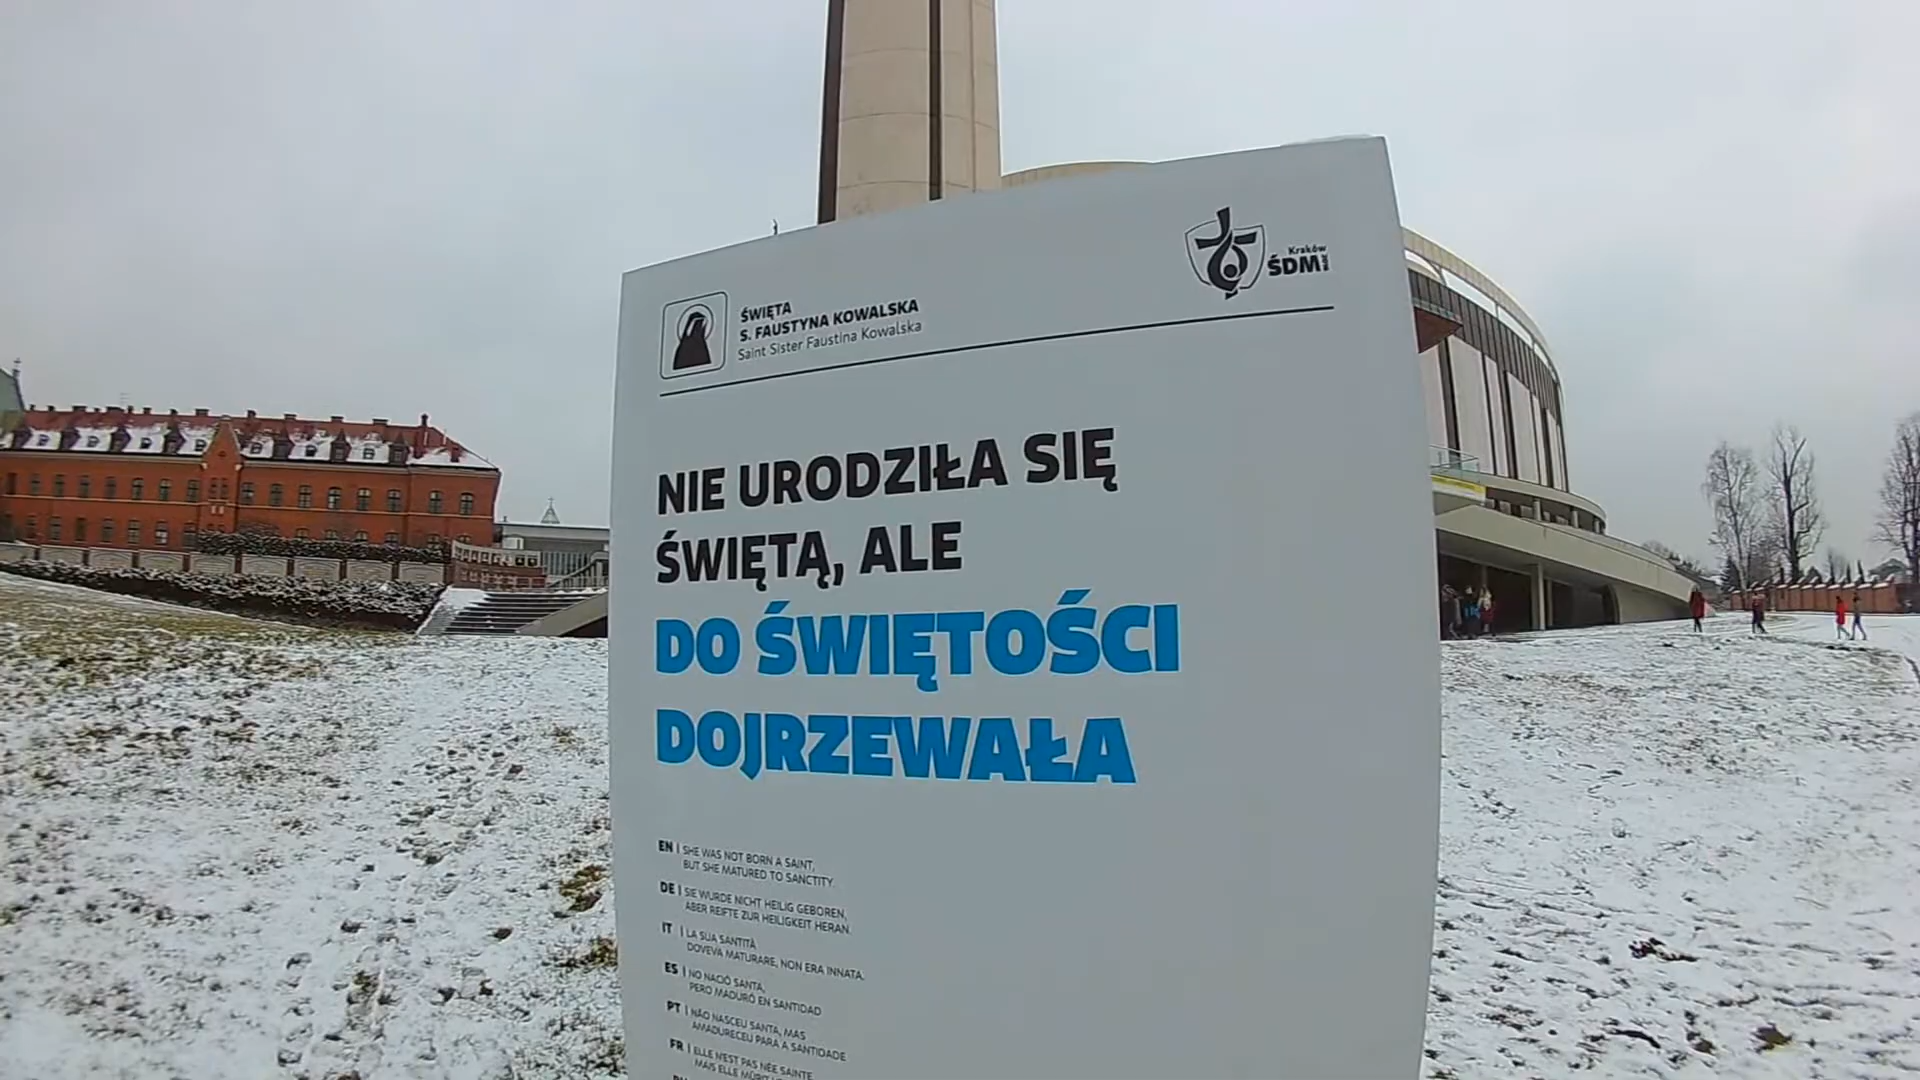 ŚWIĘTA
S. FAUSTYNA KOWALSKA
Saint Sister Faustina Kowalska
Kraków
ŚDM
NIE URODZIŁA SIĘ
ŚWIĘTĄ, ALE
DO ŚWIĘTOŚCI
DOJRZEWAŁA
EN | SHE WAS NOT BORN A SAINT,
BUT SHE MATURED TO SANCTITY.
DE | SIE WURDE NICHT HEILIG GEBOREN,
ABER REIFTE ZUR HEILIGKEIT HERAN.
IT | LA SUA SANTITÀ
DOVEVA MATURARE, NON ERA INNATA.
ES | NO NACIÓ SANTA,
PERO MADURÓ EN SANTIDAD
PT | NÃO NASCEU SANTA, MAS
AMADURECEU PARA A SANTIDADE
FR | ELLE N'EST PAS NÉE SAINTE
MAIS ELLE MÛRIT